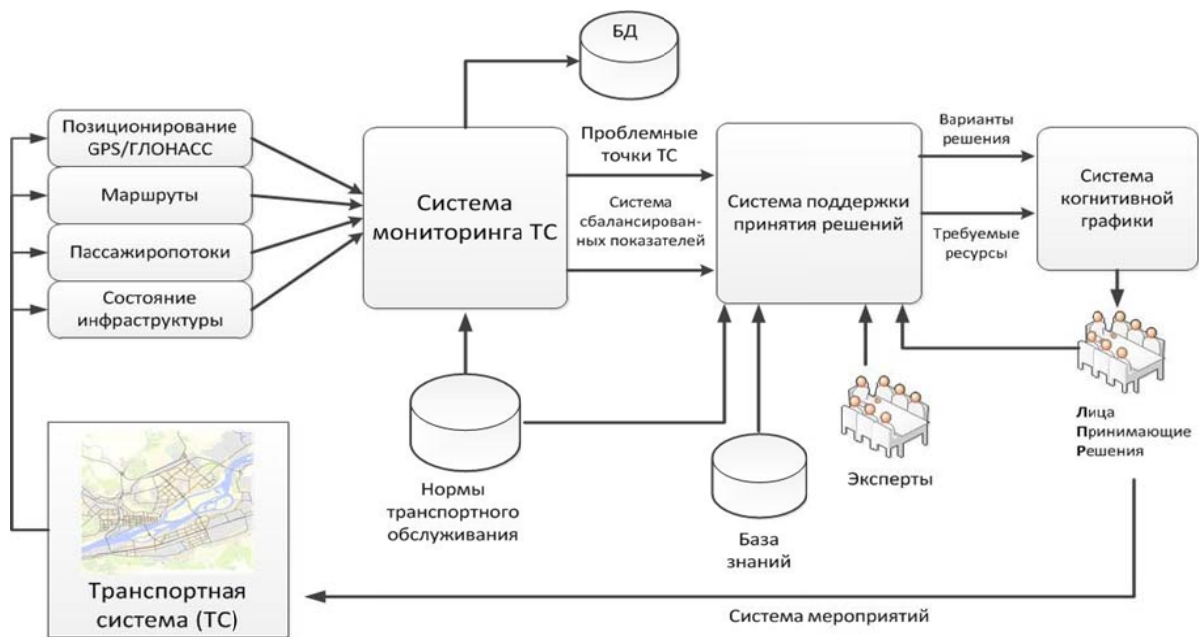 БД
Позиционирование
GPS/ГЛОНАСС
Маршруты
Пассажиропотоки
Состояние
инфраструктуры
Система
мониторинга ТС
Проблемные
точки ТС
Система
сбалансирован-
ных показателей
Система поддержки
принятия решений
Варианты
решения
Требуемые
ресурсы
Система
когнитивной
графики
Нормы
транспортного
обслуживания
База
знаний
Эксперты
Лица
Принимающие
Решения
Транспортная
система (ТС)
Система мероприятий